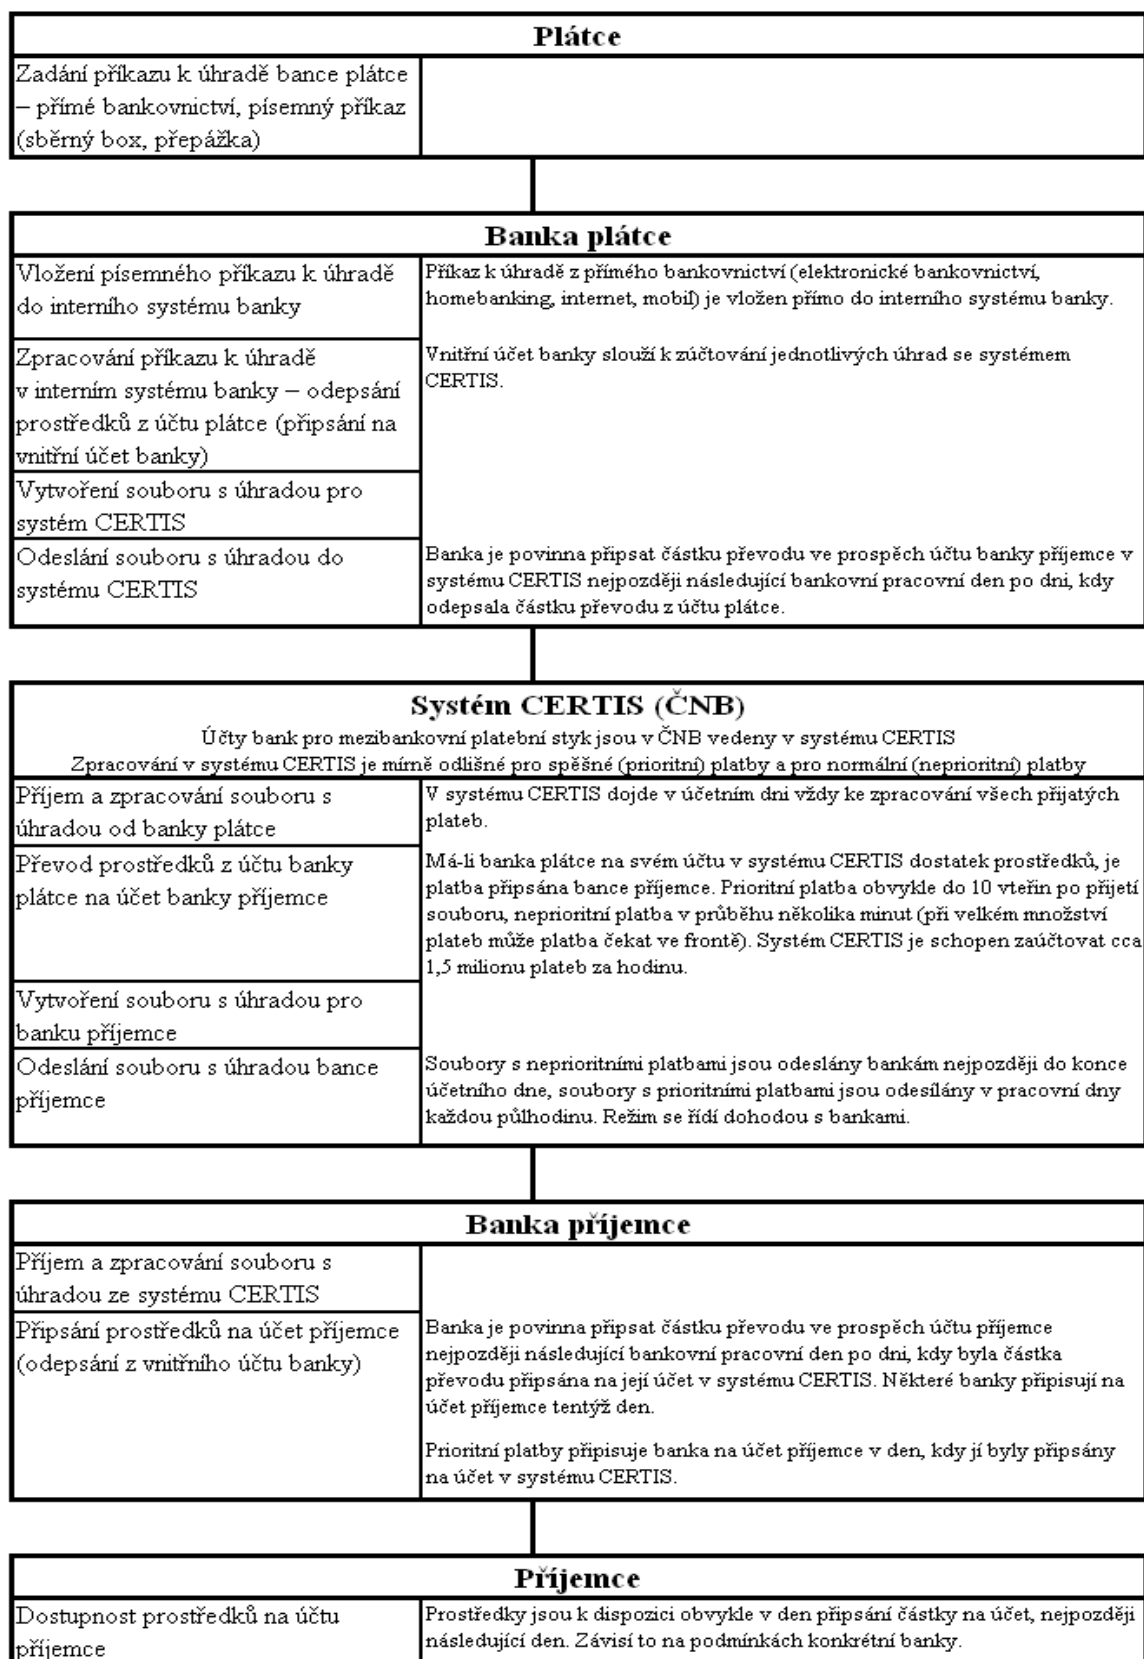 Plátce
Zadání příkazu k úhradě bance plátce
– přímé bankovnictví, písemný příkaz
(sběrný box, přepážka)
Banka plátce
Vložení písemného příkazu k úhradě
do interního systému banky
Příkaz k úhradě z přímého bankovnictví (elektronické bankovnictví,
homebanking, internet, mobil) je vložen přímo do interního systému banky.
Zpracování příkazu k úhradě
v interním systému banky – odepsání
prostředků z účtu plátce (připsání na
vnitřní účet banky)
Vnitřní účet banky slouží k zúčtování jednotlivých úhrad se systémem
CERTIS.
Vytvoření souboru s úhradou pro
systém CERTIS
Odeslání souboru s úhradou do
systému CERTIS
Banka je povinna připsat částku převodu ve prospěch účtu banky příjemce v
systému CERTIS nejpozději následující bankovní pracovní den po dni, kdy
odepsala částku převodu z účtu plátce.
Systém CERTIS (ČNB)
Účty bank pro mezibankovní platební styk jsou v ČNB vedeny v systému CERTIS
Zpracování v systému CERTIS je mírně odlišné pro spěšné (prioritní) platby a pro normální (neprioritní) platby
Příjem a zpracování souboru s
úhradou od banky plátce
V systému CERTIS dojde v účetním dni vždy ke zpracování všech přijatých
plateb.
Převod prostředků z účtu banky
plátce na účet banky příjemce
Má-li banka plátce na svém účtu v systému CERTIS dostatek prostředků, je
platba připsána bance příjemce. Prioritní platba obvykle do 10 vteřin po přijetí
souboru, neprioritní platba v průběhu několika minut (při velkém množství
plateb může platba čekat ve frontě). Systém CERTIS je schopen zaúčtovat cca
1,5 milionu plateb za hodinu.
Vytvoření souboru s úhradou pro
banku příjemce
Odeslání souboru s úhradou bance
příjemce
Soubory s neprioritními platbami jsou odeslány bankám nejpozději do konce
účetního dne, soubory s prioritními platbami jsou odesílány v pracovní dny
každou půlhodinu. Režim se řídí dohodou s bankami.
Banka příjemce
Příjem a zpracování souboru s
úhradou ze systému CERTIS
Připsání prostředků na účet příjemce
(odepsání z vnitřního účtu banky)
Banka je povinna připsat částku převodu ve prospěch účtu příjemce
nejpozději následující bankovní pracovní den po dni, kdy byla částka
převodu připsána na její účet v systému CERTIS. Některé banky připisují na
účet příjemce tentýž den.
Prioritní platby připisuje banka na účet příjemce v den, kdy jí byly připsány
na účet v systému CERTIS.
Příjemce
Dostupnost prostředků na účtu
příjemce
Prostředky jsou k dispozici obvykle v den připsání částky na účet, nejpozději
následující den. Závisí to na podmínkách konkrétní banky.